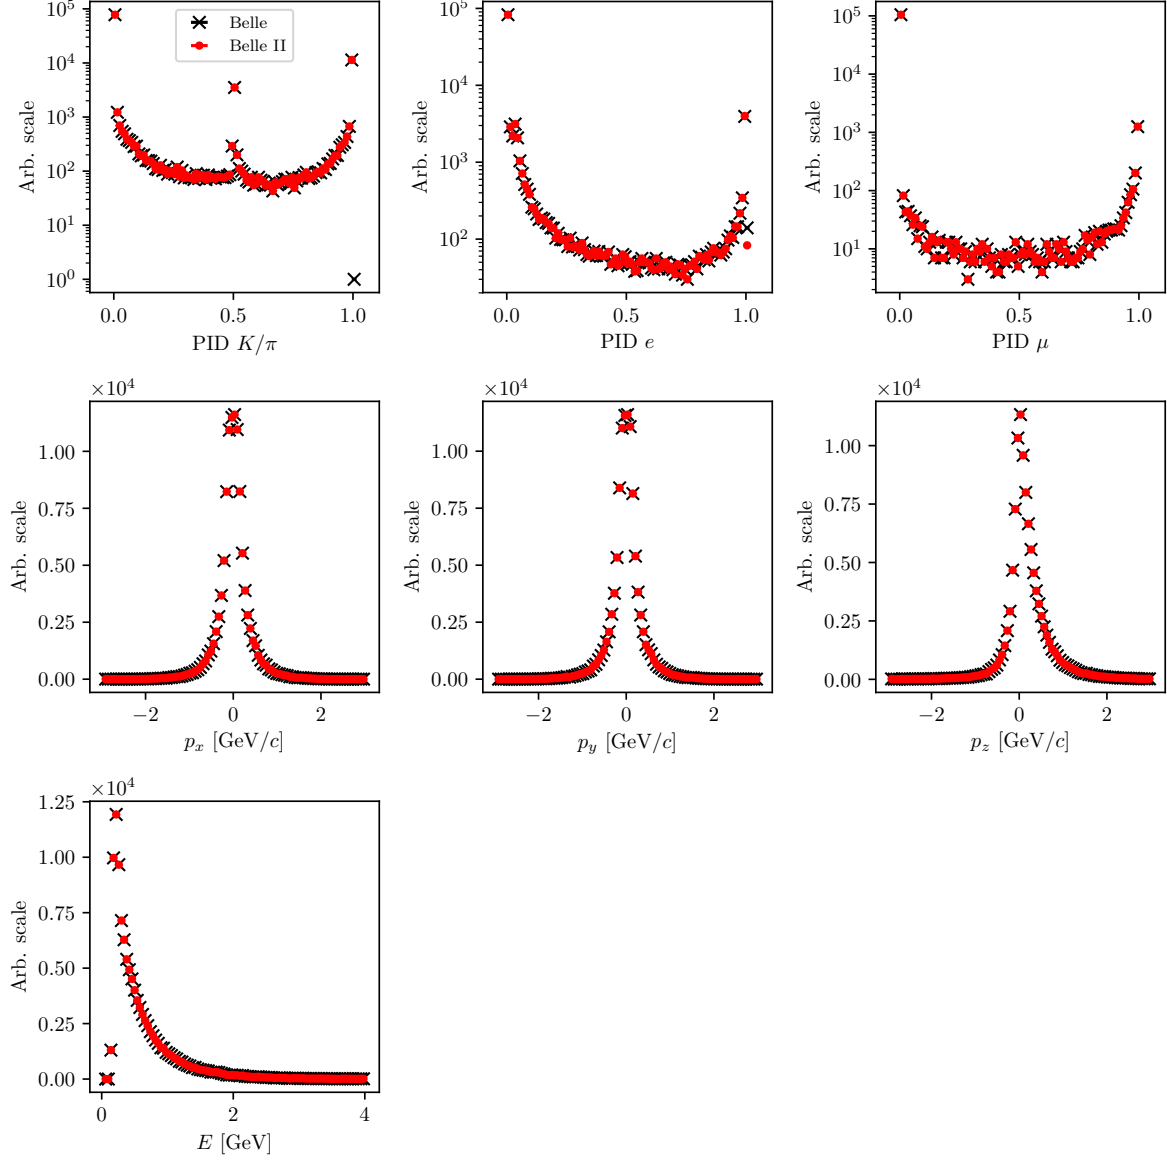 Belle
Belle II
Arb. scale
10^5
10^4
10^3
10^2
10^1
10^0
0.0 0.5 1.0
PID K/π
Arb. scale
10^5
10^4
10^3
10^2
0.0 0.5 1.0
PID e
Arb. scale
10^5
10^4
10^3
10^2
10^1
0.0 0.5 1.0
PID μ
×10^4
Arb. scale
1.00
0.75
0.50
0.25
0.00
−2 0 2
p_x [GeV/c]
×10^4
Arb. scale
1.00
0.75
0.50
0.25
0.00
−2 0 2
p_y [GeV/c]
×10^4
Arb. scale
1.00
0.75
0.50
0.25
0.00
−2 0 2
p_z [GeV/c]
×10^4
Arb. scale
1.25
1.00
0.75
0.50
0.25
0.00
0 2 4
E [GeV]